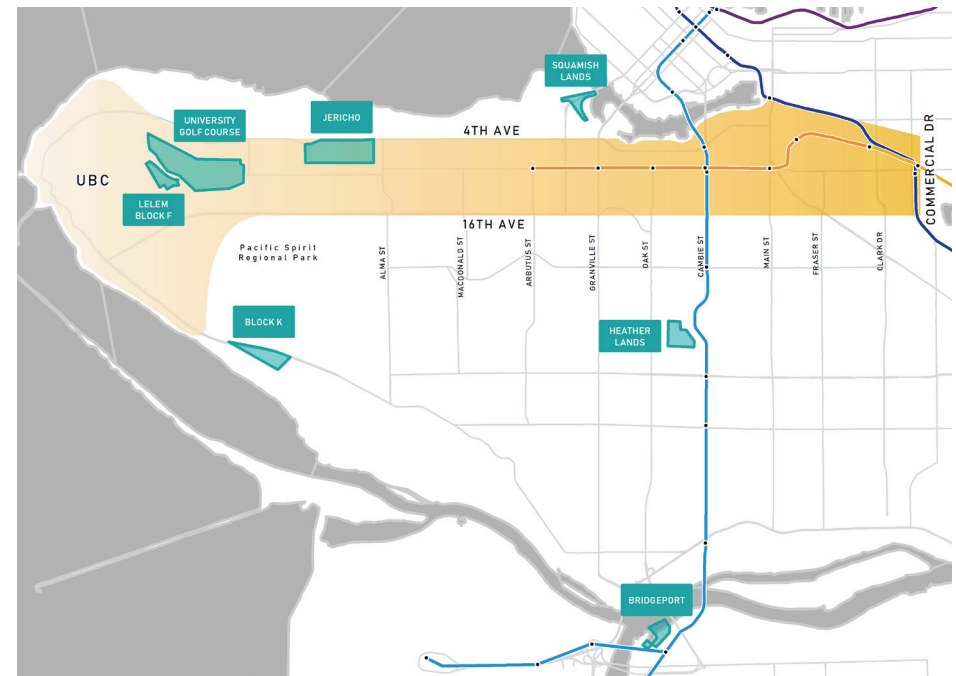 SQUAMISH
LANDS
UNIVERSITY
GOLF COURSE
JERICHO
4TH AVE
COMMERCIAL DR
UBC
LELEM
BLOCK F
16TH AVE
Pacific Spirit
Regional Park
ALMA ST
MACDONALD ST
ARBUTUS ST
GRANVILLE ST
OAK ST
CAMBIE ST
MAIN ST
FRASER ST
CLARK DR
BLOCK K
HEATHER
LANDS
BRIDGEPORT